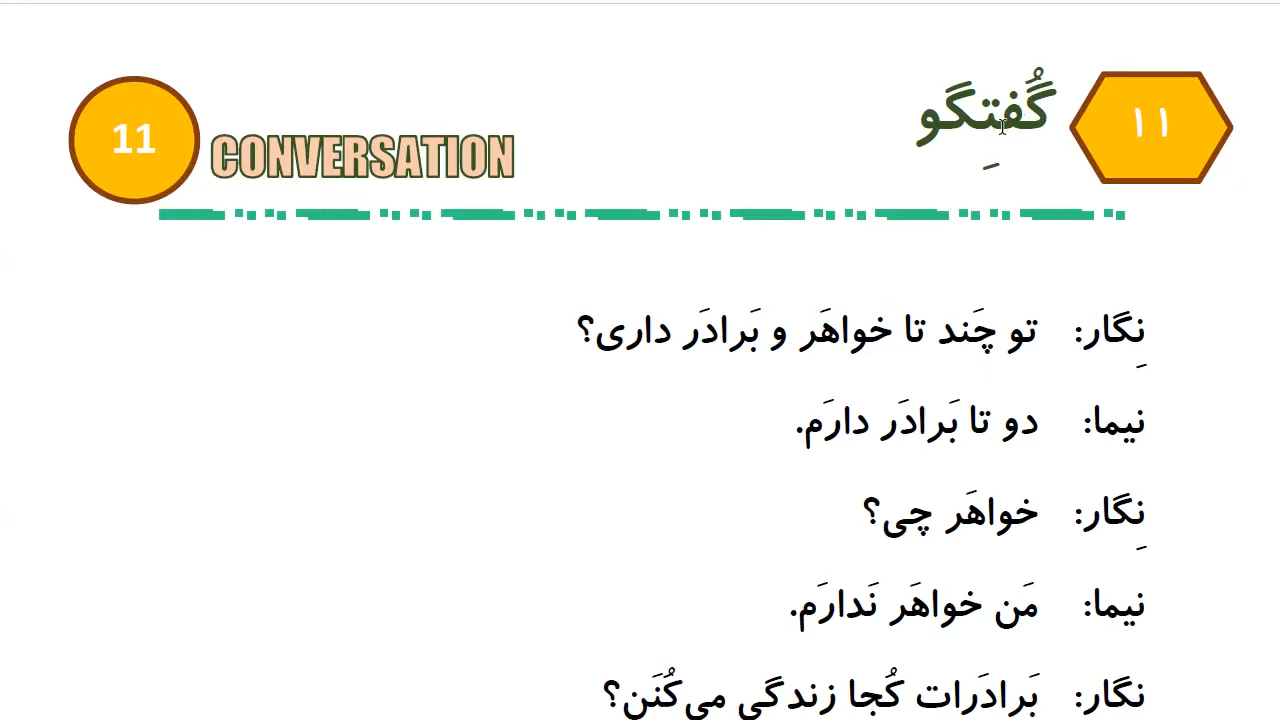 11 CONVERSATION گُفتِگو ۱۱
نِگار: تو چَند تا خواهَر و بَرادَر داری؟
نیما: دو تا بَرادَر دارَم.
نِگار: خواهَر چی؟
نیما: مَن خواهَر نَدارَم.
نگار: بَرادَرات کُجا زندگی می‌کُنَن؟